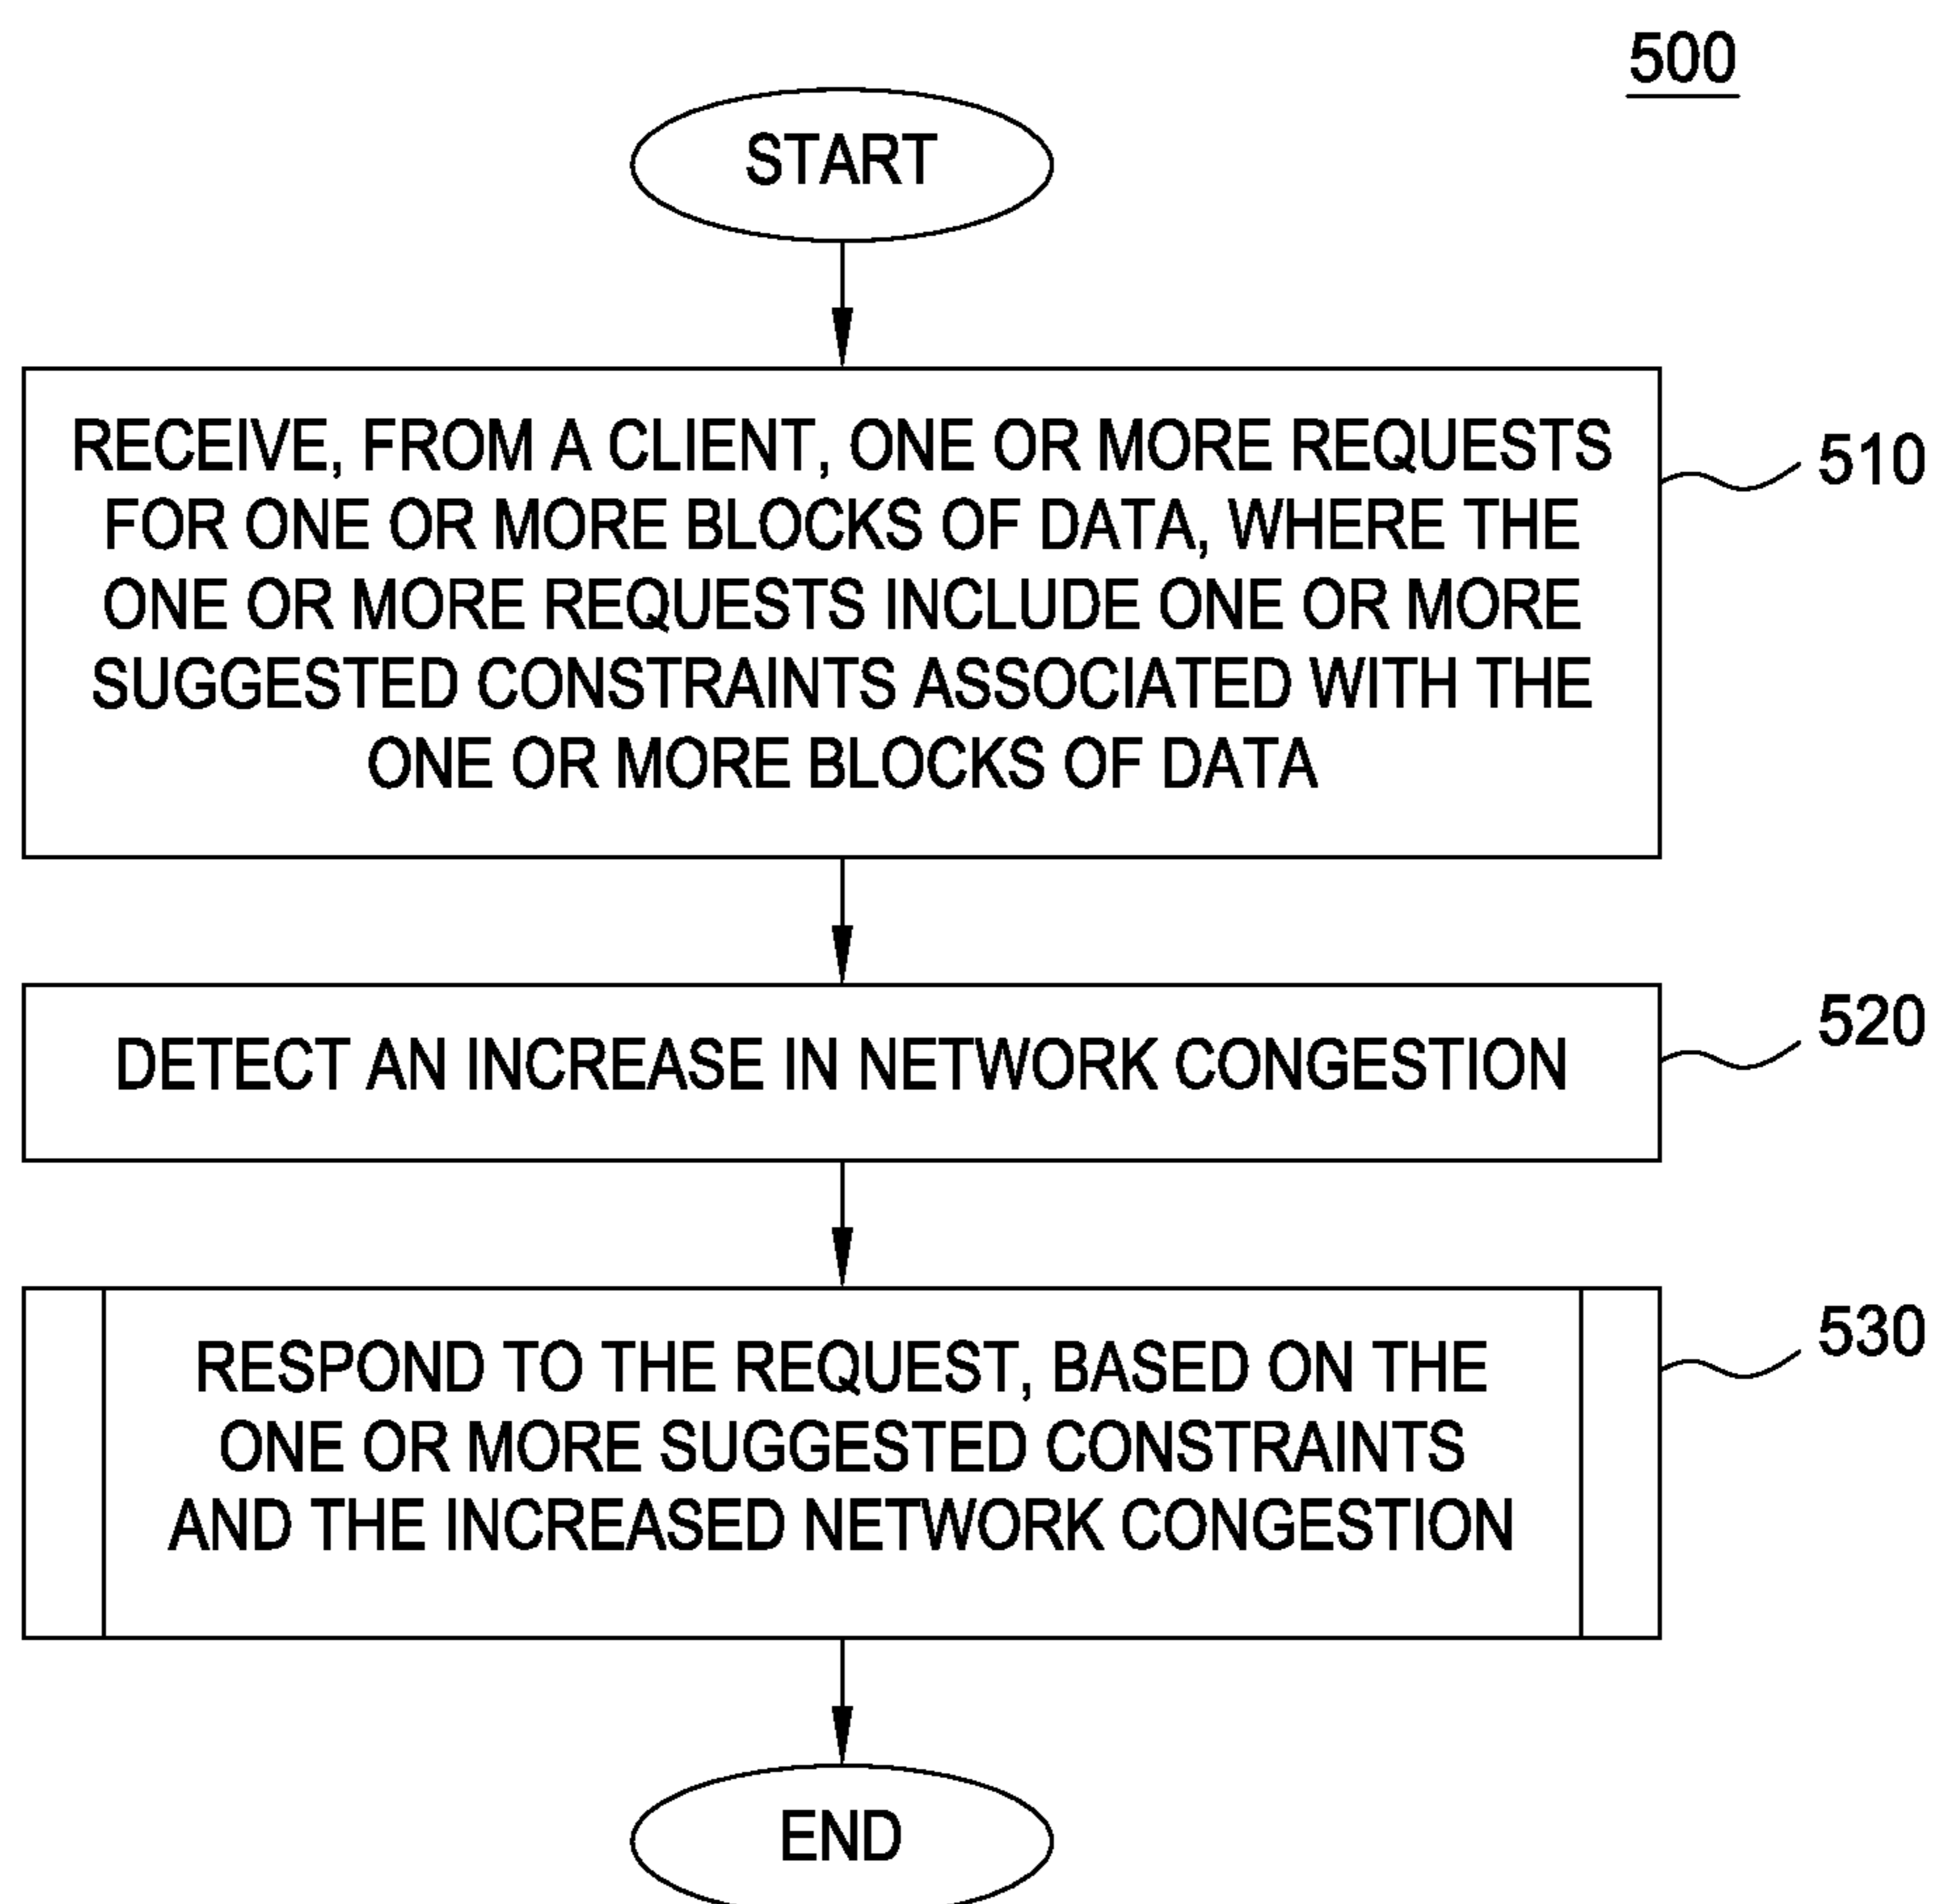 500
START
RECEIVE, FROM A CLIENT, ONE OR MORE REQUESTS
FOR ONE OR MORE BLOCKS OF DATA, WHERE THE
ONE OR MORE REQUESTS INCLUDE ONE OR MORE
SUGGESTED CONSTRAINTS ASSOCIATED WITH THE
ONE OR MORE BLOCKS OF DATA
510
DETECT AN INCREASE IN NETWORK CONGESTION
520
RESPOND TO THE REQUEST, BASED ON THE
ONE OR MORE SUGGESTED CONSTRAINTS
AND THE INCREASED NETWORK CONGESTION
530
END